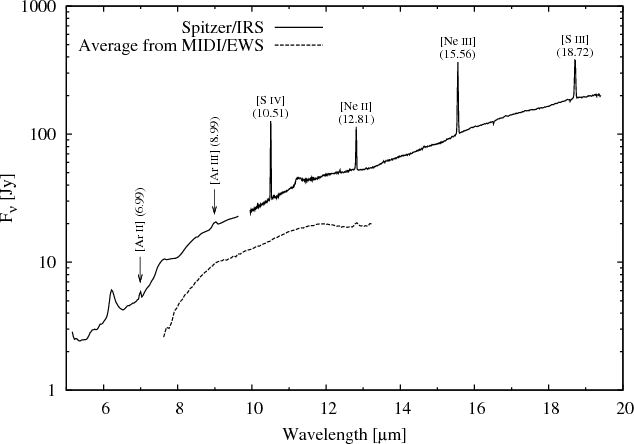 1000
100
10
1
Fν [Jy]
Spitzer/IRS
Average from MIDI/EWS
[Ar II] (6.99)
[Ar III] (8.99)
[S IV]
(10.51)
[Ne II]
(12.81)
[Ne III]
(15.56)
[S III]
(18.72)
6 8 10 12 14 16 18 20
Wavelength [µm]